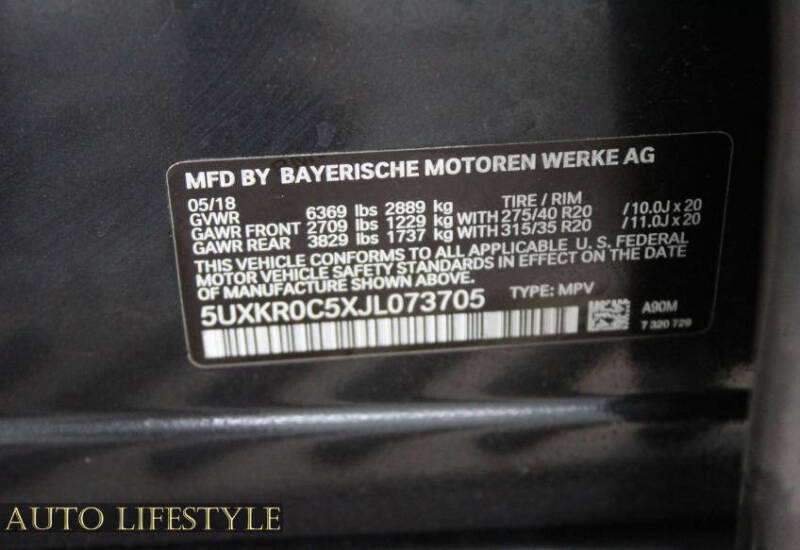 MFD BY BAYERISCHE MOTOREN WERKE AG
05/18 TIRE / RIM
GVWR 6369 lbs 2889 kg
GAWR FRONT 2709 lbs 1229 kg WITH 275/40 R20 /10.0J x 20
GAWR REAR 3829 lbs 1737 kg WITH 315/35 R20 /11.0J x 20
THIS VEHICLE CONFORMS TO ALL APPLICABLE U. S. FEDERAL
MOTOR VEHICLE SAFETY STANDARDS IN EFFECT ON THE DATE
OF MANUFACTURE SHOWN ABOVE.
5UXKR0C5XJL073705 TYPE: MPV
A90M
7 320 729
AUTO LIFESTYLE